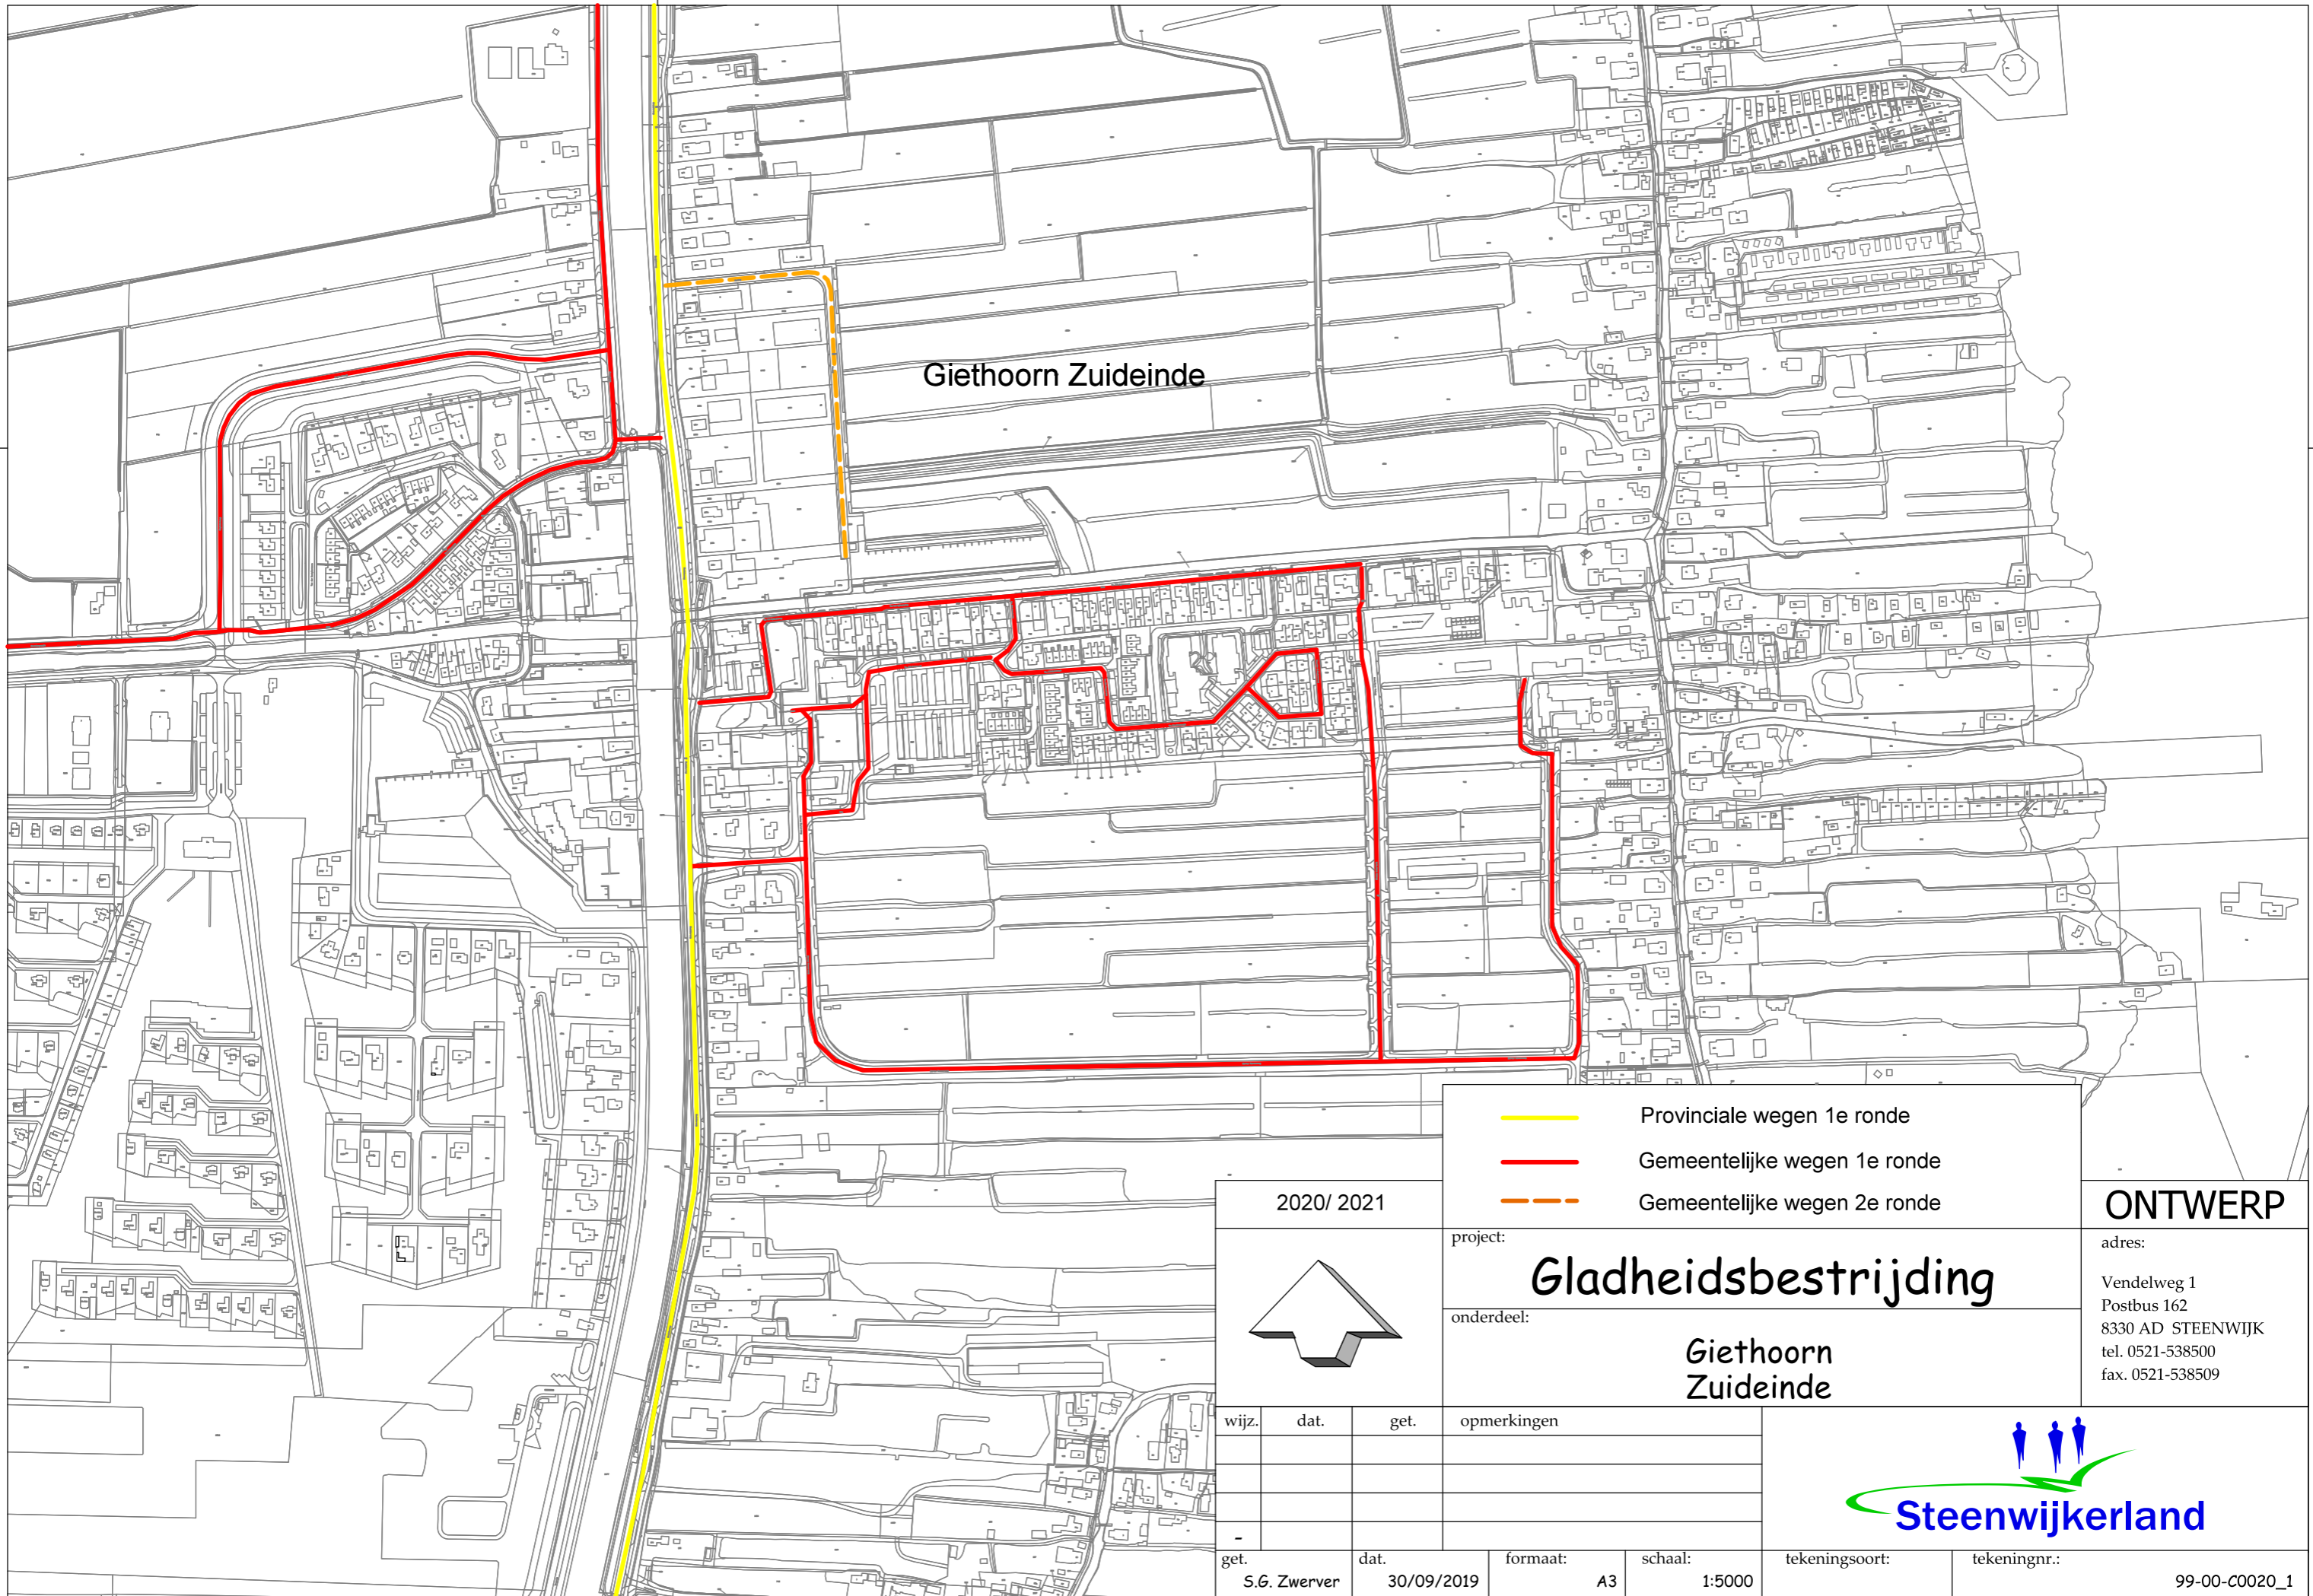 Giethoorn Zuideinde
Provinciale wegen 1e ronde
Gemeentelijke wegen 1e ronde
Gemeentelijke wegen 2e ronde
2020/ 2021
ONTWERP
project:
Gladheidsbestrijding
onderdeel:
Giethoorn
Zuideinde
adres:
Vendelweg 1
Postbus 162
8330 AD STEENWIJK
tel. 0521-538500
fax. 0521-538509
wijz. dat. get. opmerkingen
-
Steenwijkerland
get. dat. formaat: schaal: tekeningsoort: tekeningnr.:
S.G. Zwerver 30/09/2019 A3 1:5000 99-00-C0020_1